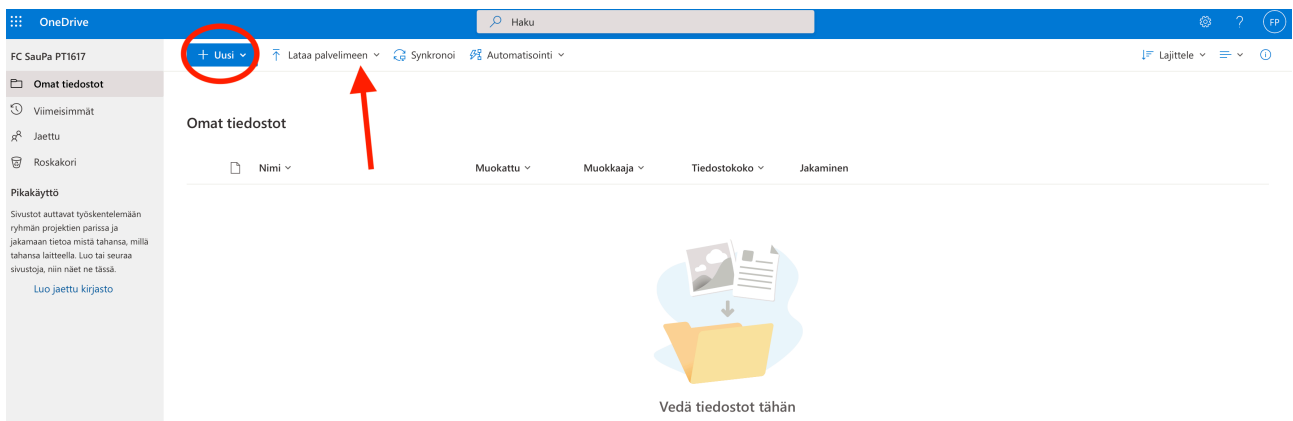 OneDrive
Haku
?
FP
FC SauPa PT1617
+ Uusi
Lataa palvelimeen
Synkronoi
Automatisointi
Lajittele
Omat tiedostot
Viimeisimmät
Jaettu
Roskakori
Pikakäyttö
Sivustot auttavat työskentelemään
ryhmän projektien parissa ja
jakamaan tietoa mistä tahansa, millä
tahansa laitteella. Luo tai seuraa
sivustoja, niin näet ne tässä.
Luo jaettu kirjasto
Omat tiedostot
Nimi
Muokattu
Muokkaaja
Tiedostokoko
Jakaminen
Vedä tiedostot tähän